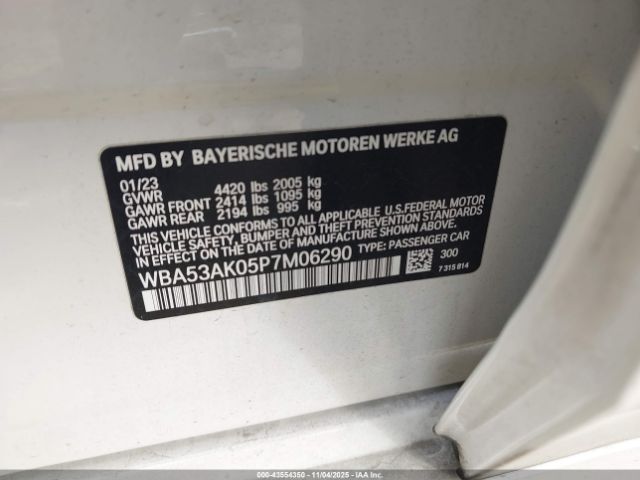 MFD BY BAYERISCHE MOTOREN WERKE AG
01/23
GVWR 4420 lbs 2005 kg
GAWR FRONT 2414 lbs 1095 kg
GAWR REAR 2194 lbs 995 kg
THIS VEHICLE CONFORMS TO ALL APPLICABLE U.S.FEDERAL MOTOR
VEHICLE SAFETY, BUMPER AND THEFT PREVENTION STANDARDS
IN EFFECT ON THE DATE OF MANUFACTURE SHOWN ABOVE.
WBA53AK05P7M06290 TYPE: PASSENGER CAR
300
7 315 814
000-43554350 - 11/04/2025 - IAAI.COM